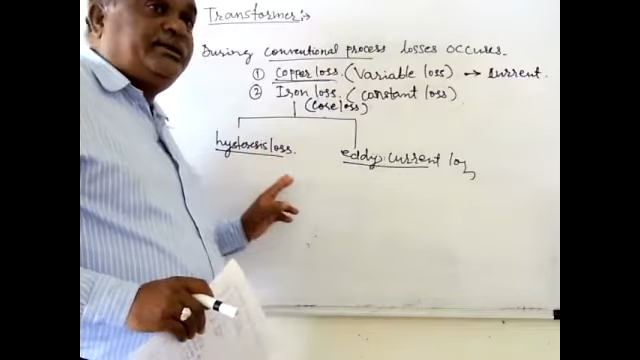 Transformer:-
During conventional process losses occures.
① Copper loss. (Variable loss) → current.
② Iron loss. (constant loss)
(Core loss)
hysteresis loss.
eddy current loss